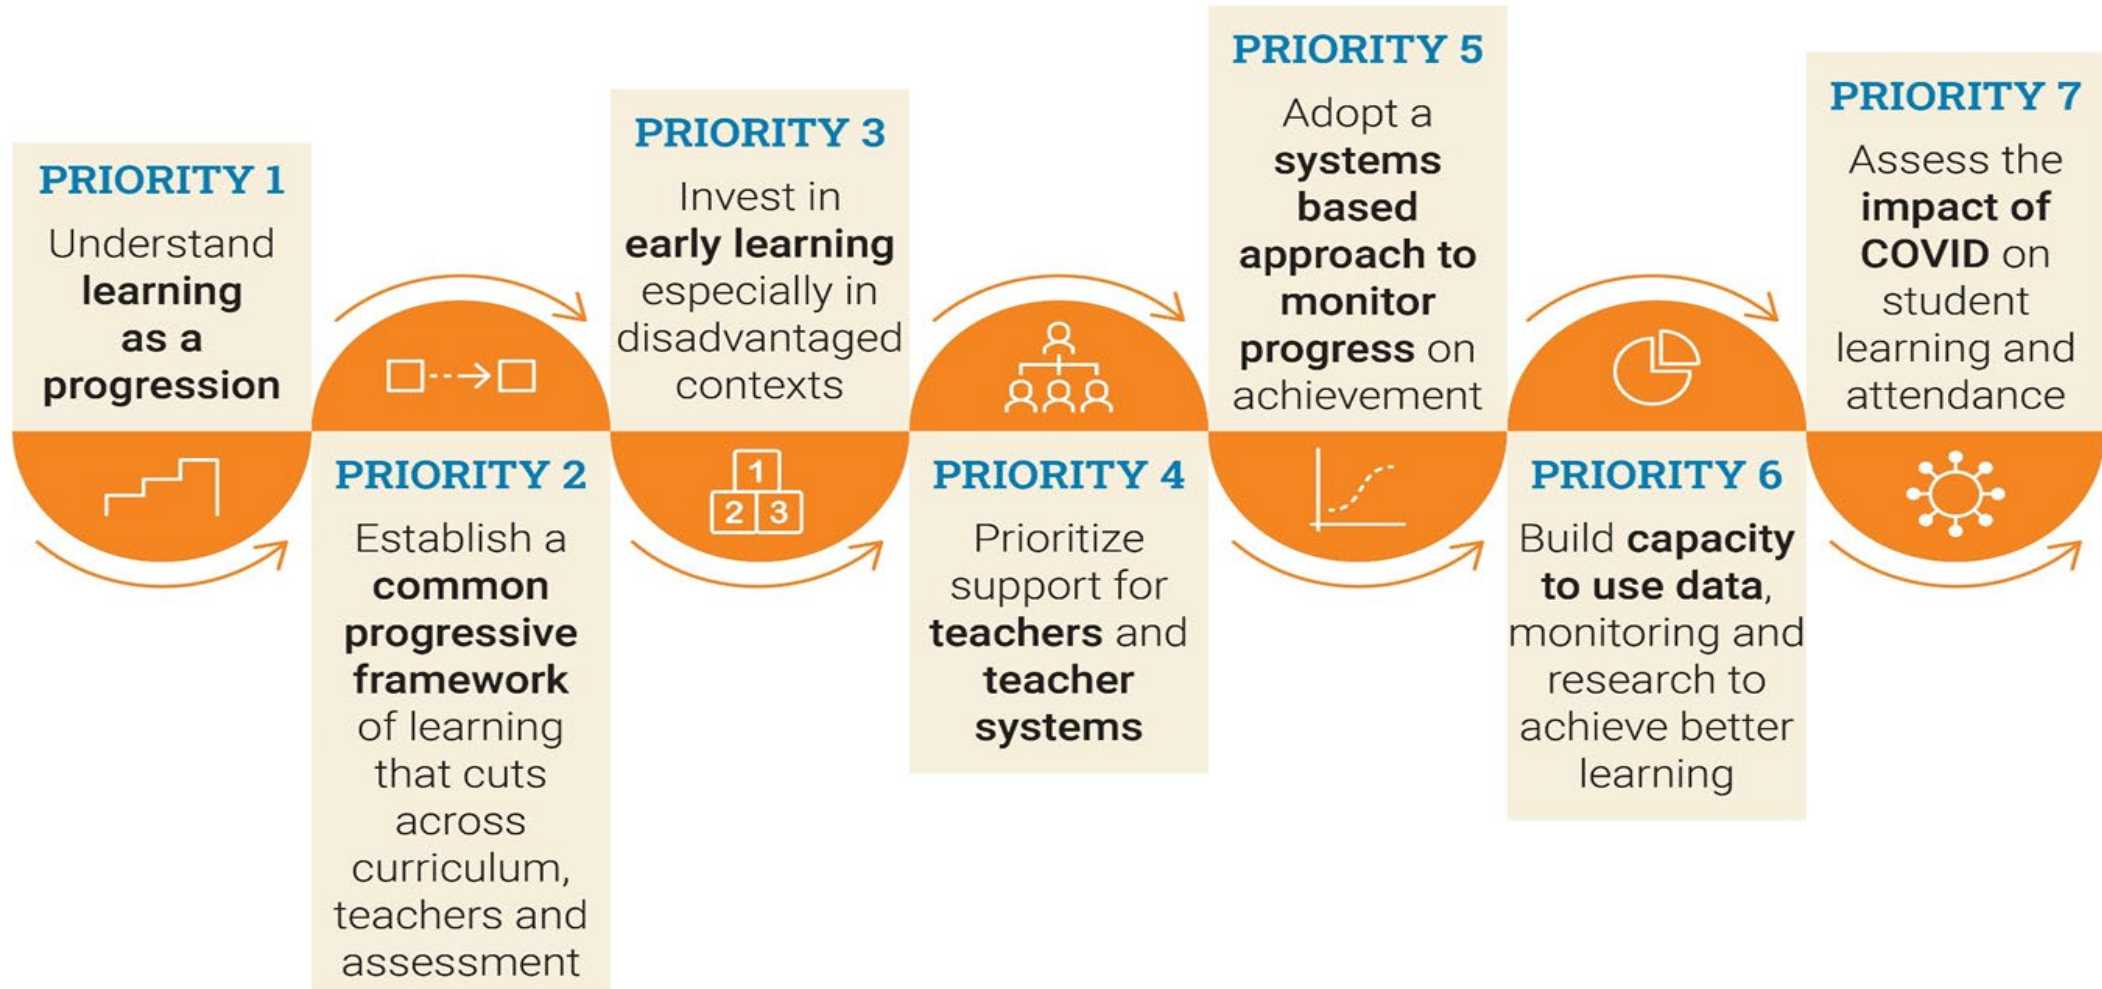 PRIORITY 1
Understand
learning
as a
progression
PRIORITY 2
Establish a
common
progressive
framework
of learning
that cuts
across
curriculum,
teachers and
assessment
PRIORITY 3
Invest in
early learning
especially in
disadvantaged
contexts
1
2 3
PRIORITY 4
Prioritize
support for
teachers and
teacher
systems
PRIORITY 5
Adopt a
systems
based
approach to
monitor
progress on
achievement
PRIORITY 6
Build capacity
to use data,
monitoring and
research to
achieve better
learning
PRIORITY 7
Assess the
impact of
COVID on
student
learning and
attendance